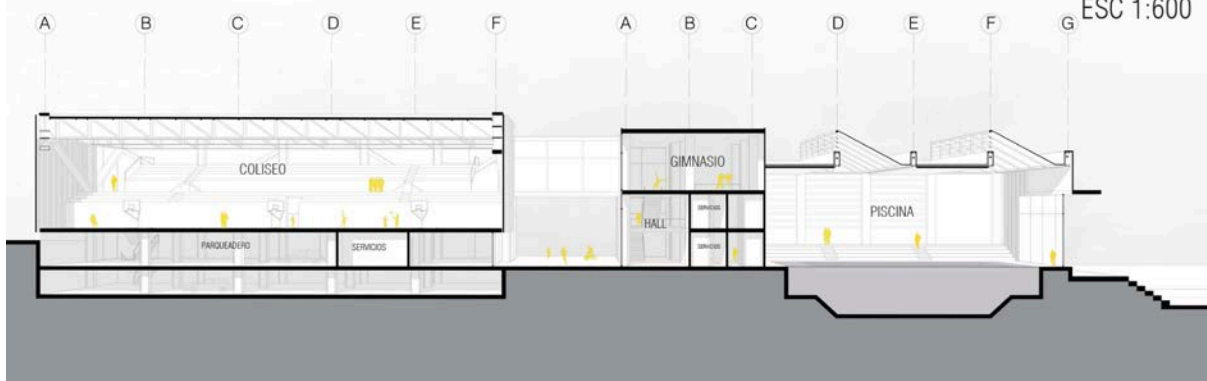 ESC 1:600
A B C D E F A B C D E F G
COLISEO
GIMNASIO
PARQUEADERO
SERVICIOS
HALL
SERVICIOS
SERVICIOS
PISCINA